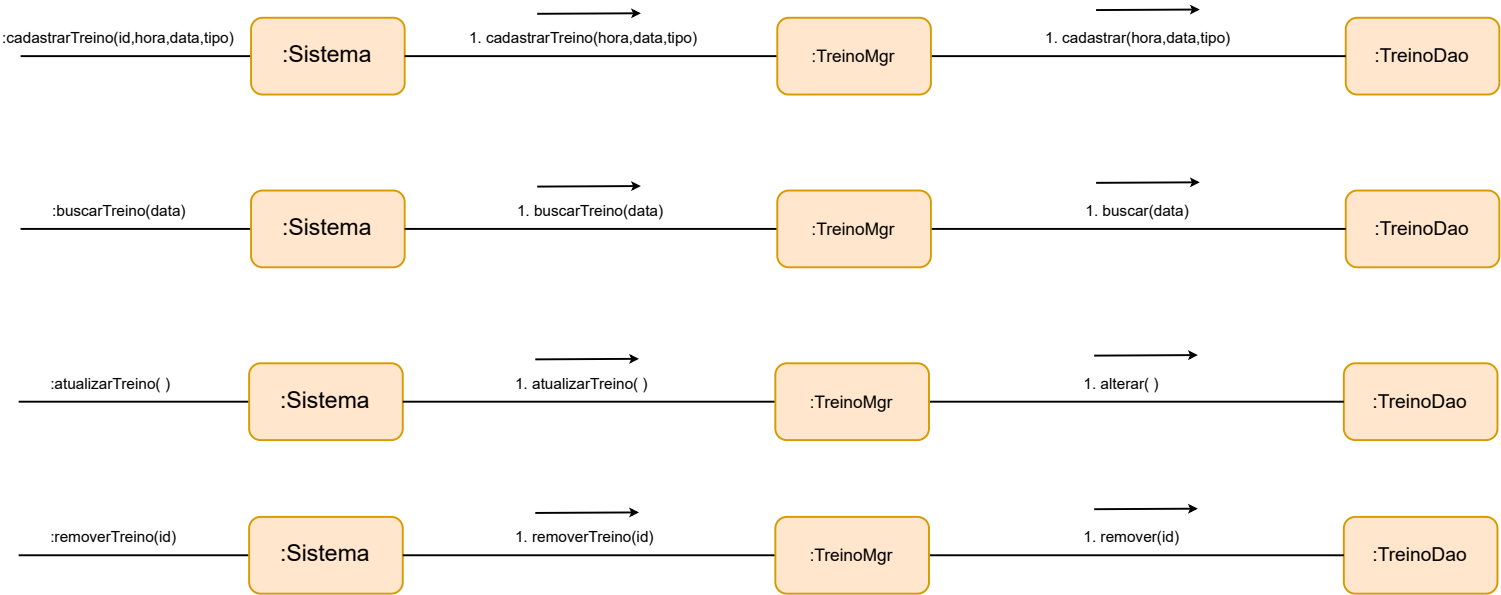 :cadastrarTreino(id,hora,data,tipo)
:Sistema
1. cadastrarTreino(hora,data,tipo)
:TreinoMgr
1. cadastrar(hora,data,tipo)
:TreinoDao
:buscarTreino(data)
:Sistema
1. buscarTreino(data)
:TreinoMgr
1. buscar(data)
:TreinoDao
:atualizarTreino( )
:Sistema
1. atualizarTreino( )
:TreinoMgr
1. alterar( )
:TreinoDao
:removerTreino(id)
:Sistema
1. removerTreino(id)
:TreinoMgr
1. remover(id)
:TreinoDao